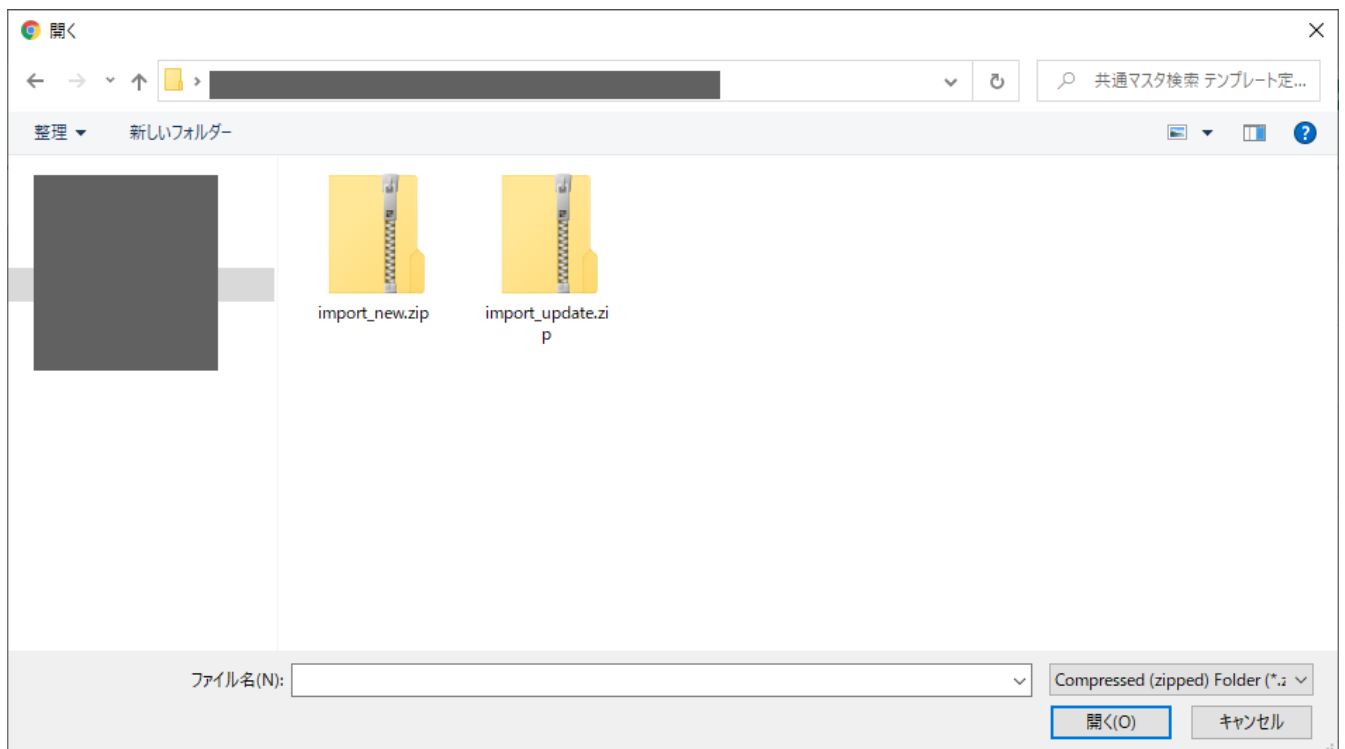 開く
共通マスタ検索 テンプレート定...
整理
新しいフォルダー
import_new.zip
import_update.zi
p
ファイル名(N):
Compressed (zipped) Folder (*.z
開く(O)
キャンセル